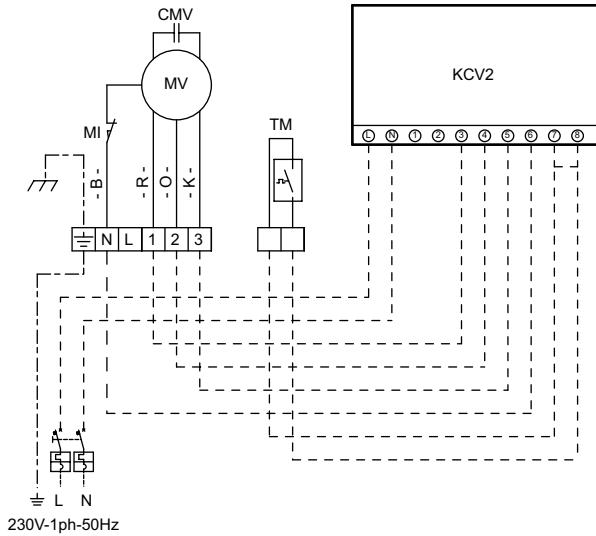 CMV
KCV2
MV
TM
MI
L N 1 2 3 4 5 6 7 8
- B -
- R -
- O -
- K -
N L 1 2 3
L N
230V-1ph-50Hz